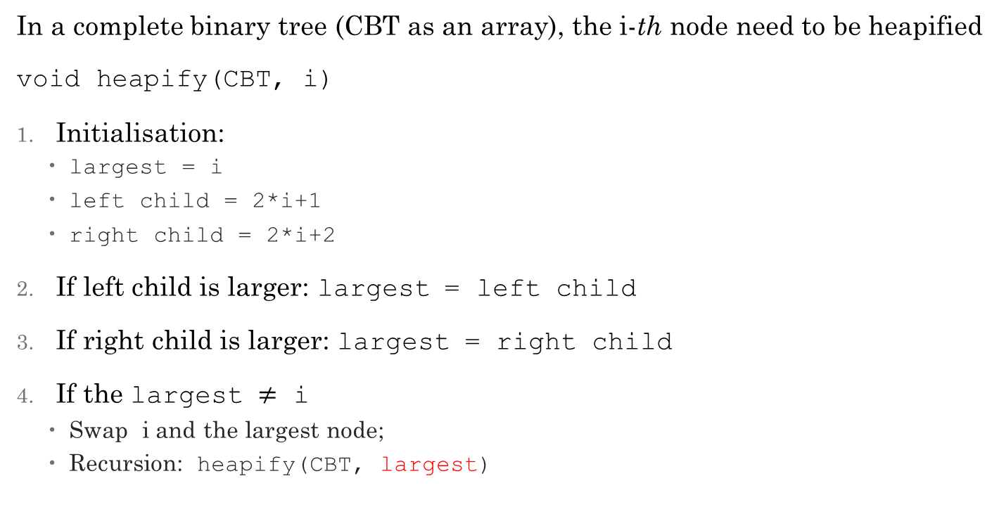 In a complete binary tree (CBT as an array), the i-th node need to be heapified
void heapify(CBT, i)
1. Initialisation:
• largest = i
• left child = 2*i+1
• right child = 2*i+2
2. If left child is larger: largest = left child
3. If right child is larger: largest = right child
4. If the largest ≠ i
• Swap i and the largest node;
• Recursion: heapify(CBT, largest)